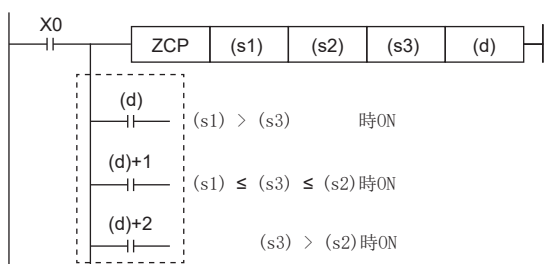 X0
ZCP (s1) (s2) (s3) (d)
(d)
(s1) > (s3) 時ON
(d)+1
(s1) ≤ (s3) ≤ (s2)時ON
(d)+2
(s3) > (s2)時ON